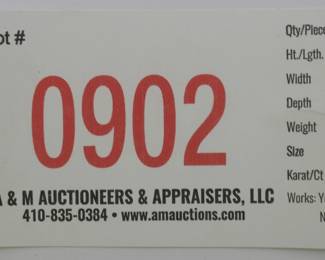 ot #
0902
& M AUCTIONEERS & APPRAISERS, LLC
410-835-0384 • www.amauctions.com
Qty/Piece
Ht./Lgth.
Width
Depth
Weight
Size
Karat/Ct
Works: Y
N